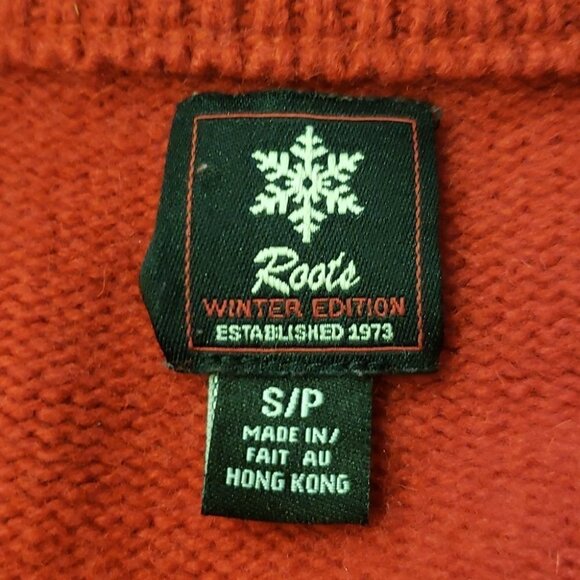 Roots
WINTER EDITION
ESTABLISHED 1973
S/P
MADE IN/
FAIT AU
HONG KONG